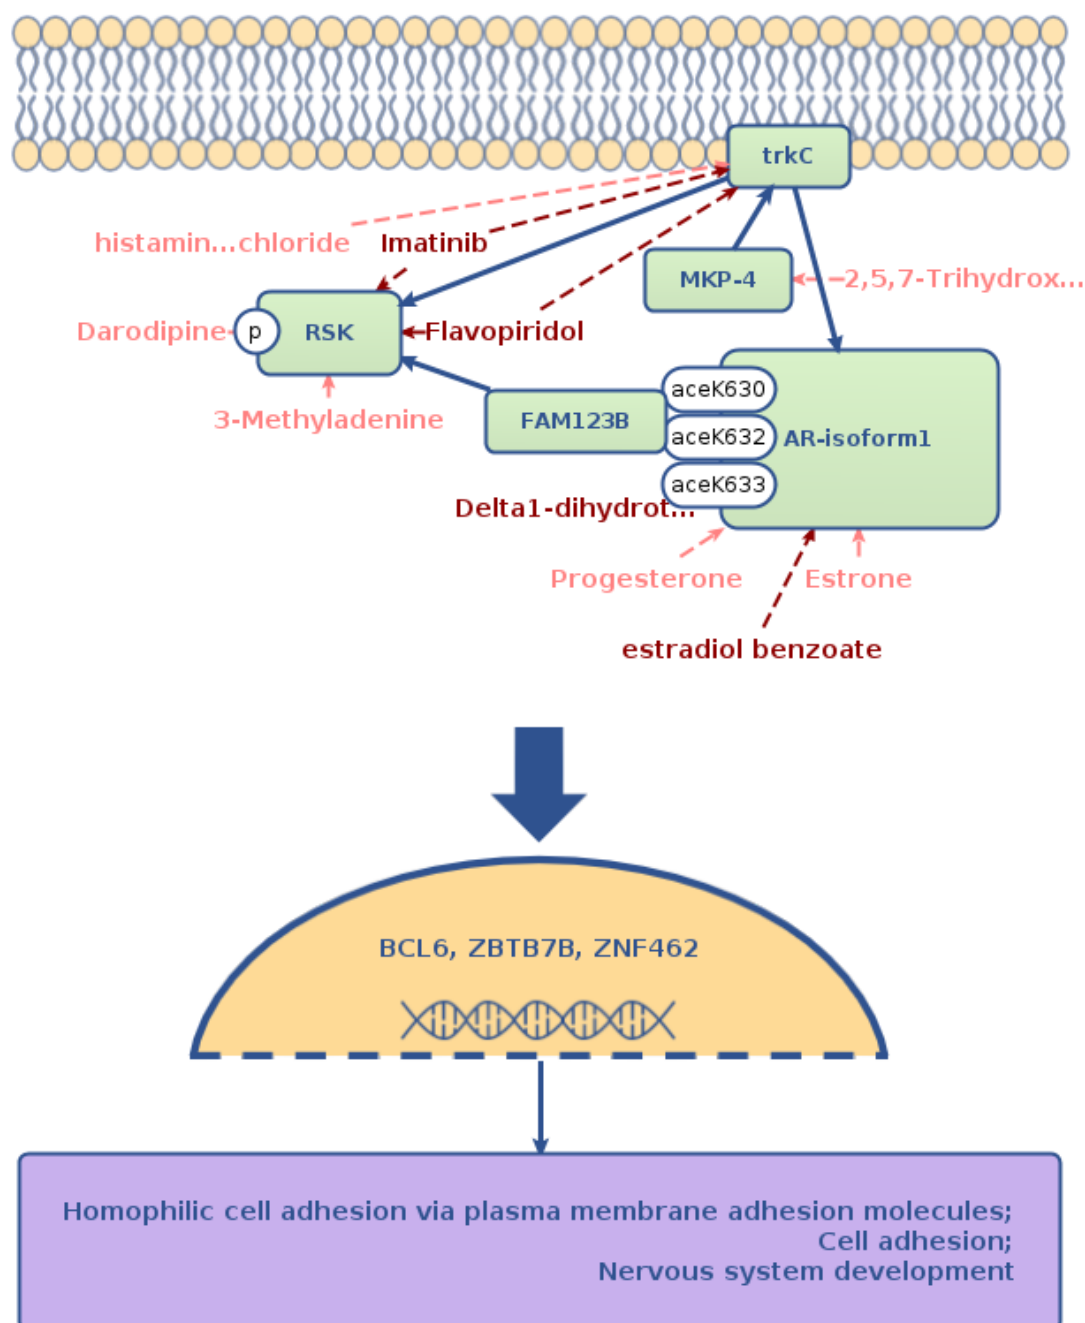 trkC
histamin...chloride
Imatinib
MKP-4
2,5,7-Trihydrox...
Darodipine
p
RSK
Flavopiridol
aceK630
3-Methyladenine
FAM123B
aceK632
AR-isoform1
aceK633
Delta1-dihydrot...
Progesterone
Estrone
estradiol benzoate
BCL6, ZBTB7B, ZNF462
Homophilic cell adhesion via plasma membrane adhesion molecules;
Cell adhesion;
Nervous system development